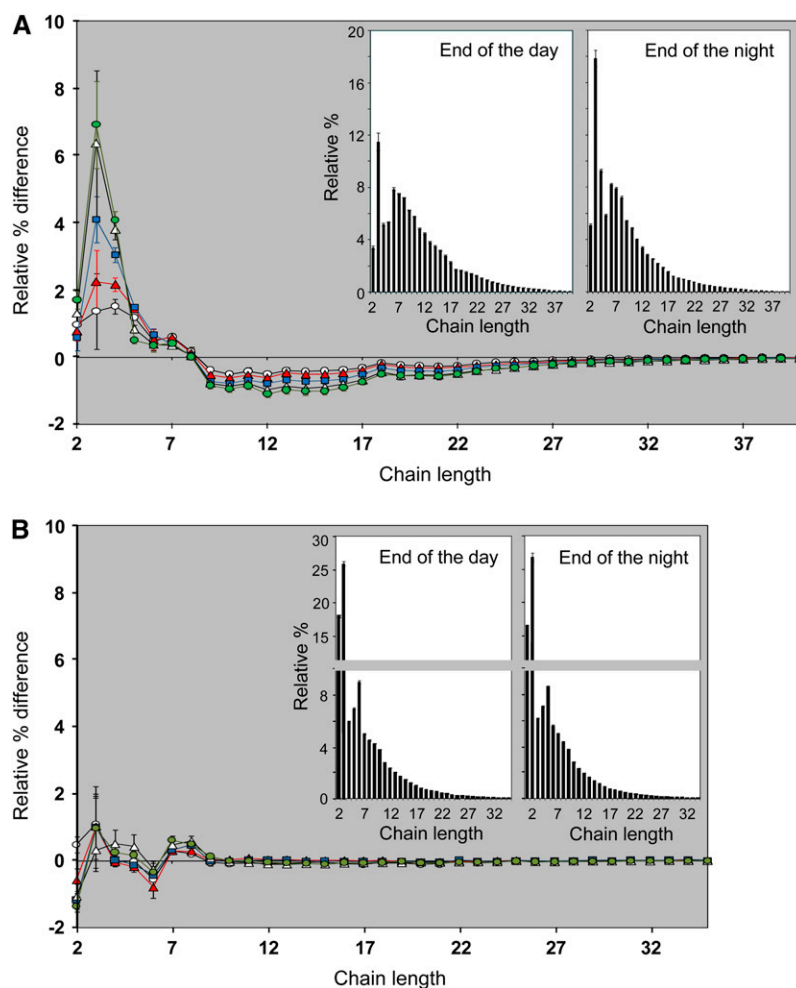 A
10
8
6
4
2
0
-2
Relative % difference
2 7 12 17 22 27 32 37
Chain length
20
16
12
8
4
0
Relative %
End of the day
2 7 12 17 22 27 32 37
Chain length
End of the night
2 7 12 17 22 27 32 37
Chain length
B
10
8
6
4
2
0
-2
Relative % difference
2 7 12 17 22 27 32
Chain length
30
25
20
15
8
4
0
Relative %
End of the day
2 7 12 17 22 27 32
Chain length
End of the night
2 7 12 17 22 27 32
Chain length